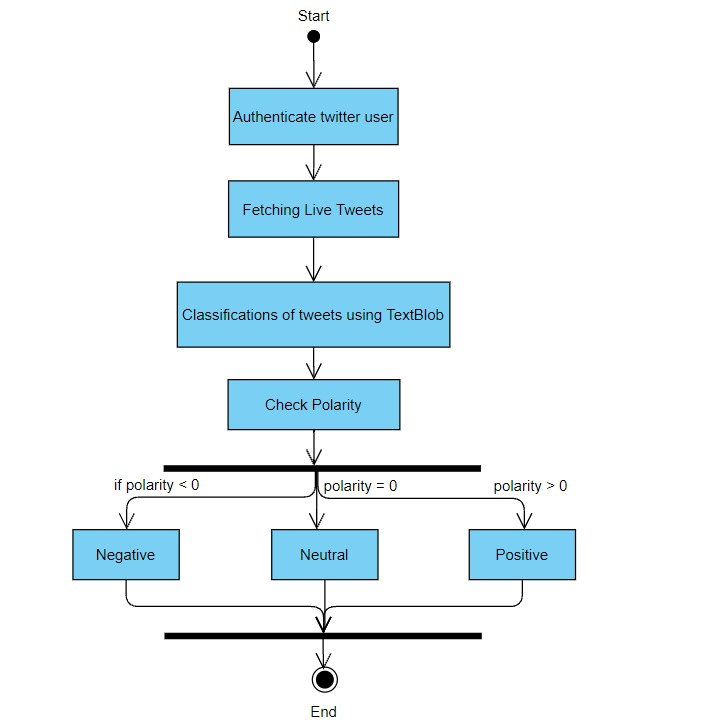 Start
Authenticate twitter user
Fetching Live Tweets
Classifications of tweets using TextBlob
Check Polarity
if polarity < 0
polarity = 0
polarity > 0
Negative
Neutral
Positive
End